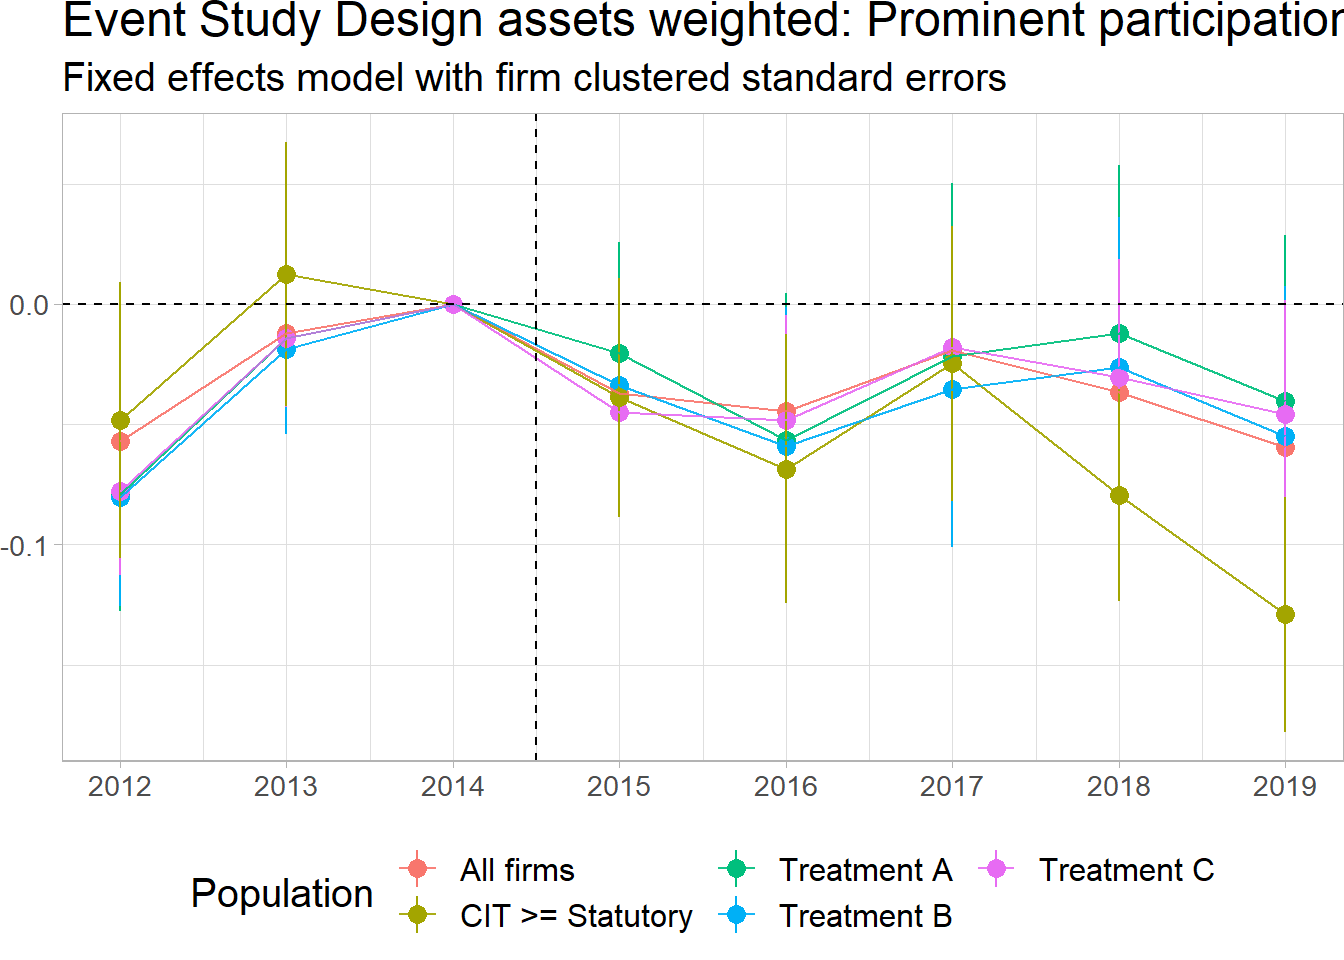 Event Study Design assets weighted: Prominent participation
Fixed effects model with firm clustered standard errors
0.0
-0.1
2012 2013 2014 2015 2016 2017 2018 2019
Population
All firms
CIT >= Statutory
Treatment A
Treatment B
Treatment C